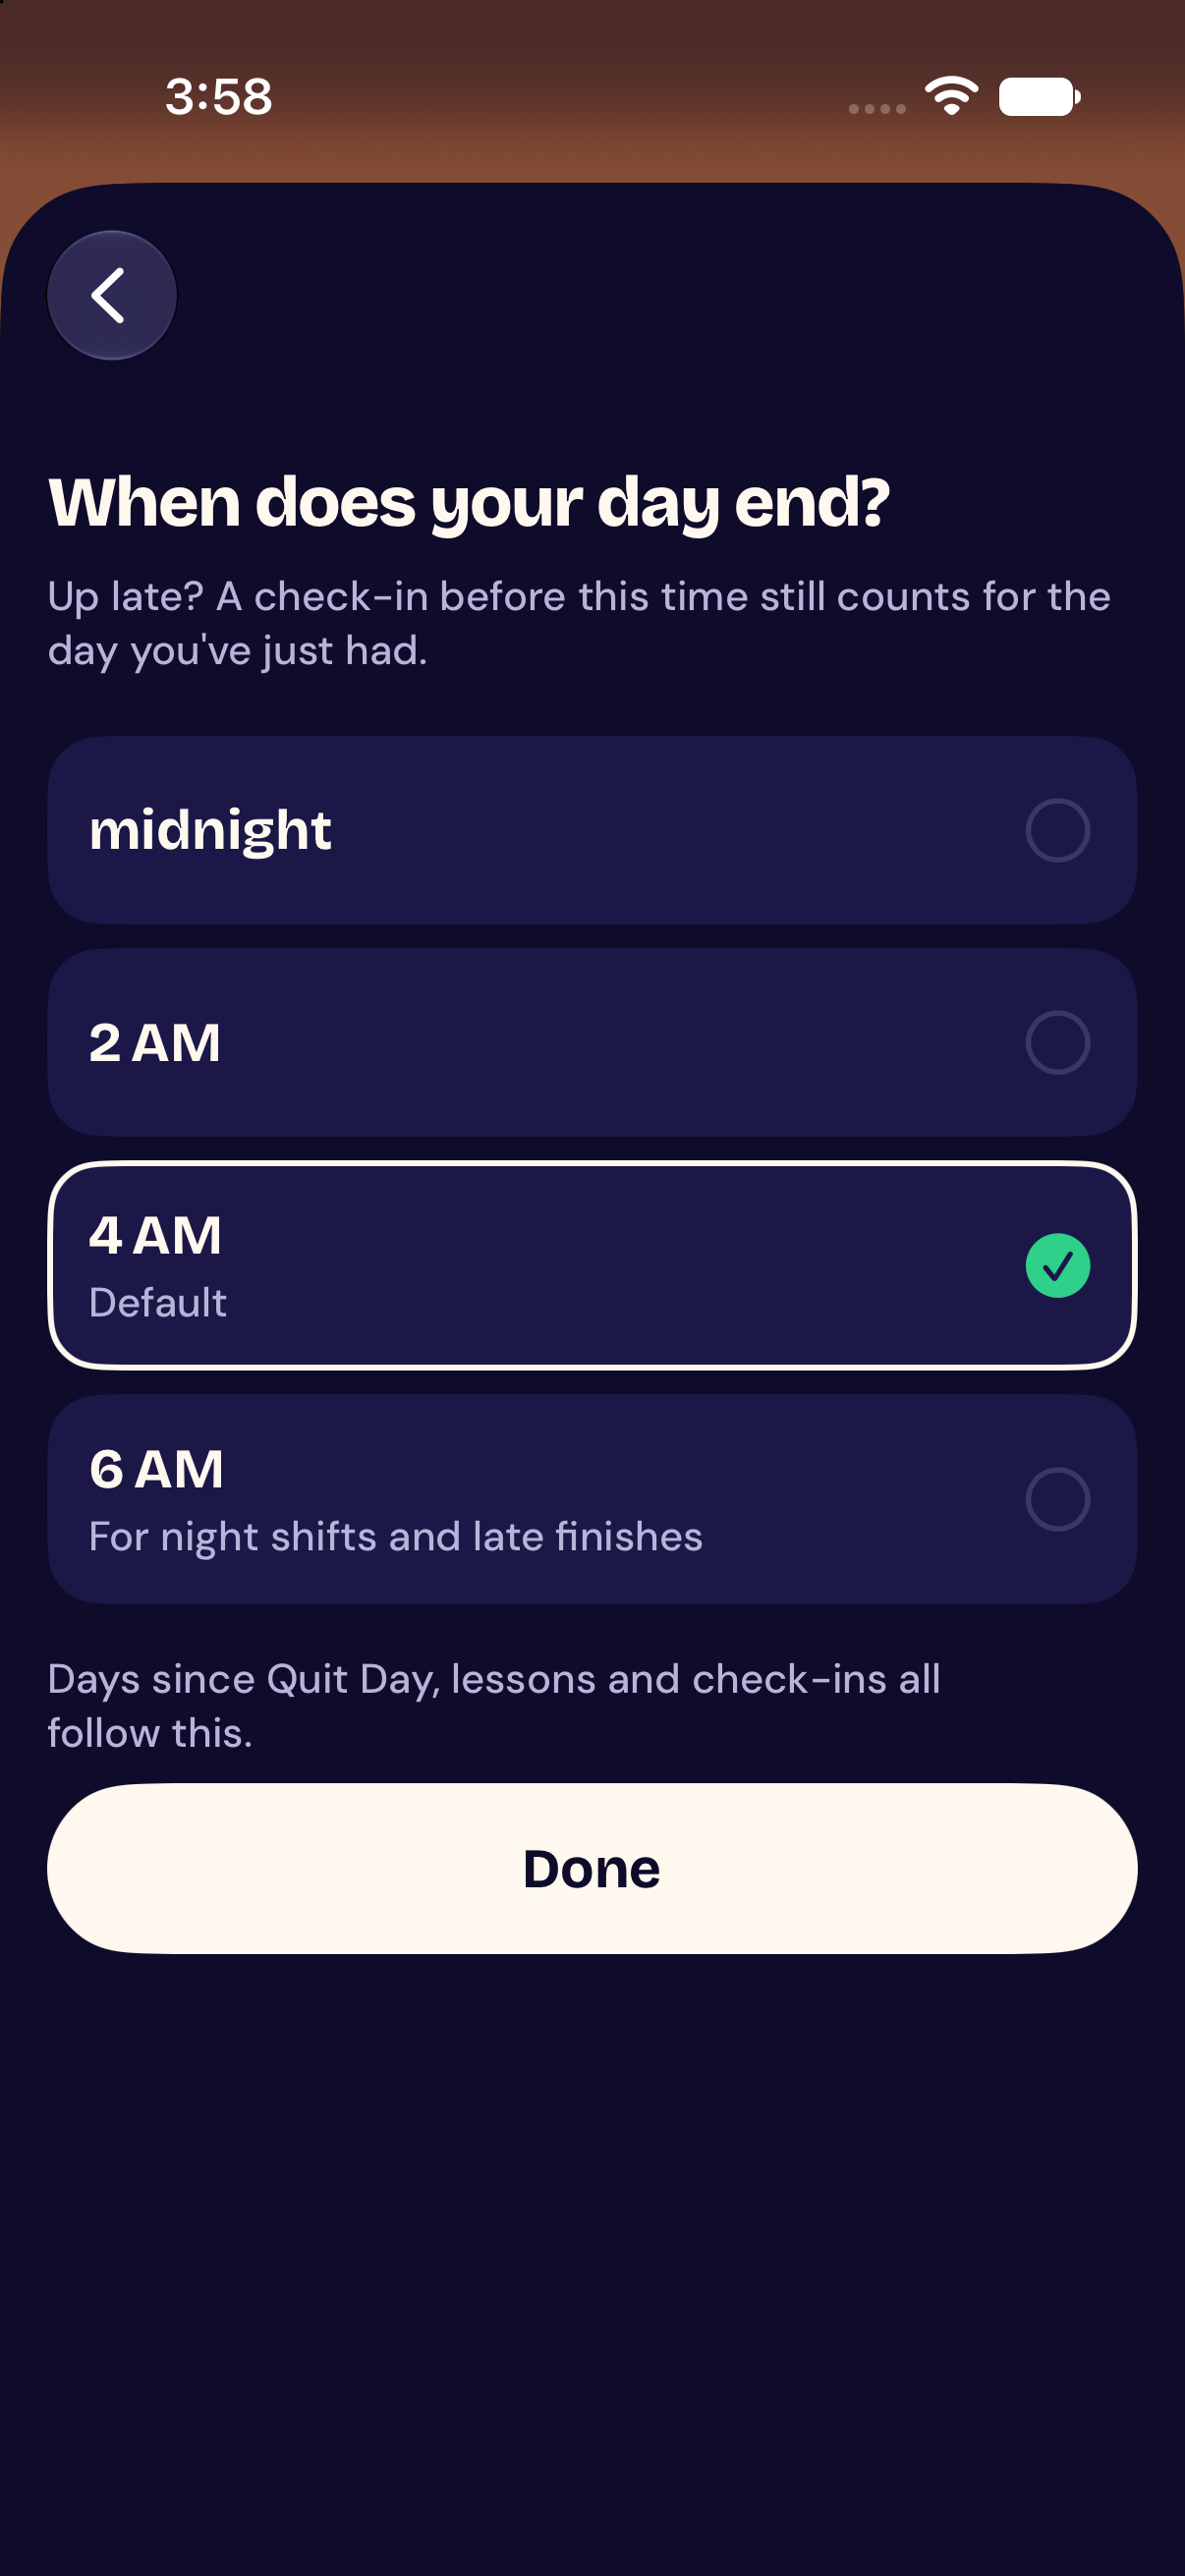 3:58
When does your day end?
Up late? A check-in before this time still counts for the
day you've just had.
midnight
2 AM
4 AM
Default
6 AM
For night shifts and late finishes
Days since Quit Day, lessons and check-ins all
follow this.
Done